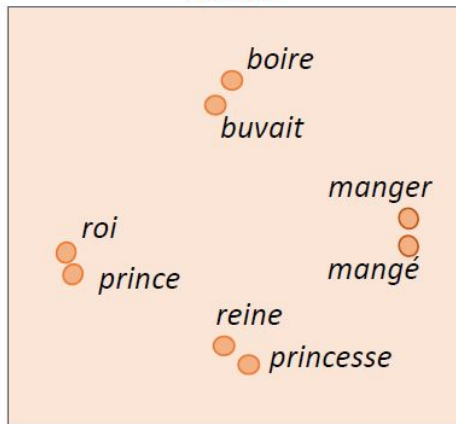 boire
buvait
manger
roi
mangé
prince
reine
princesse